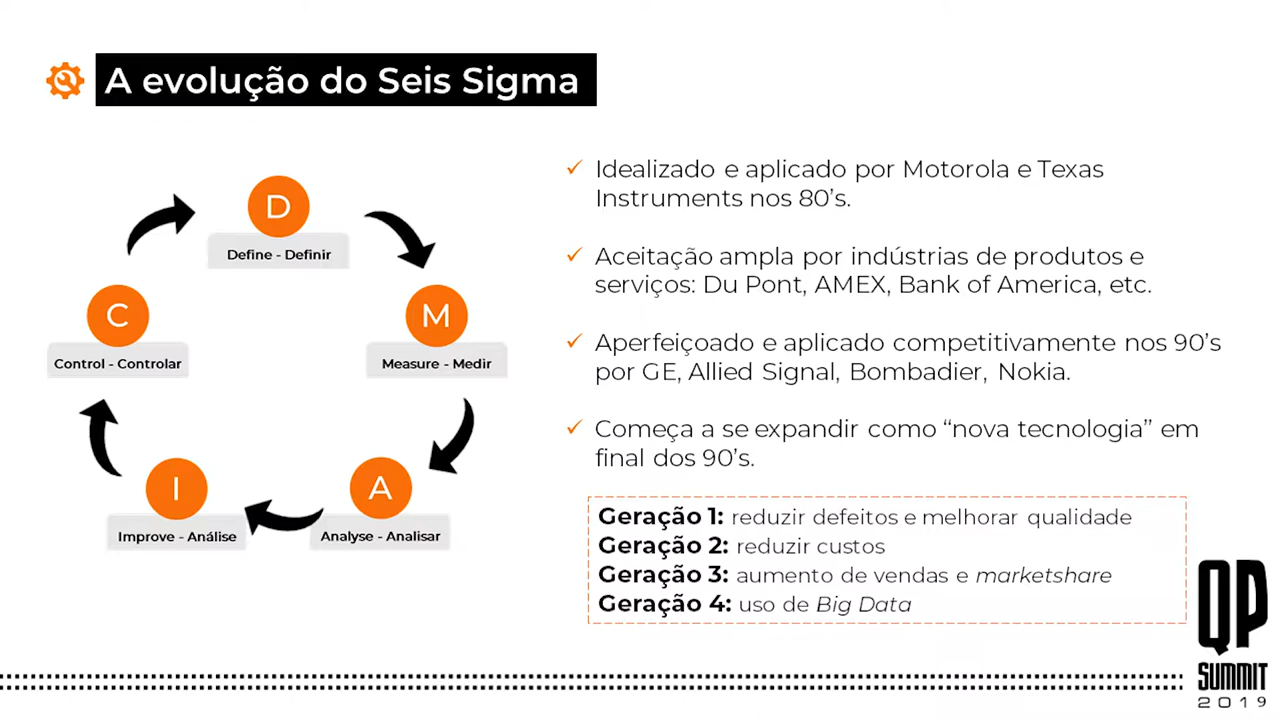 A evolução do Seis Sigma
D
Define - Definir
C
Control - Controlar
M
Measure - Medir
I
Improve - Análise
A
Analyse - Analisar
Idealizado e aplicado por Motorola e Texas
Instruments nos 80’s.
Aceitação ampla por indústrias de produtos e
serviços: Du Pont, AMEX, Bank of America, etc.
Aperfeiçoado e aplicado competitivamente nos 90’s
por GE, Allied Signal, Bombadier, Nokia.
Começa a se expandir como “nova tecnologia” em
final dos 90’s.
Geração 1: reduzir defeitos e melhorar qualidade
Geração 2: reduzir custos
Geração 3: aumento de vendas e marketshare
Geração 4: uso de Big Data
QP
SUMMIT
2019